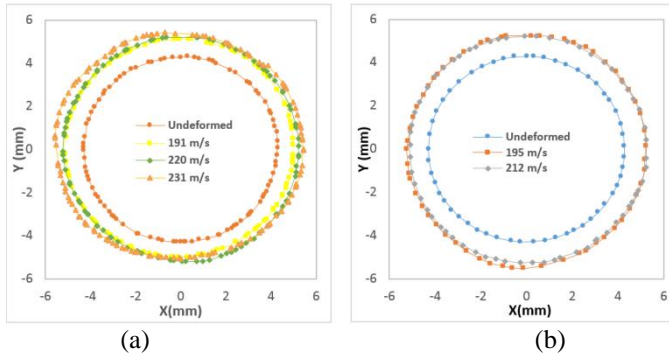 6
4
2
0
-2
-4
-6
Y (mm)
Undeformed
191 m/s
220 m/s
231 m/s
-6 -4 -2 0 2 4 6
X(mm)
(a)
6
4
2
0
-2
-4
-6
Y (mm)
Undeformed
195 m/s
212 m/s
-6 -4 -2 0 2 4 6
X(mm)
(b)